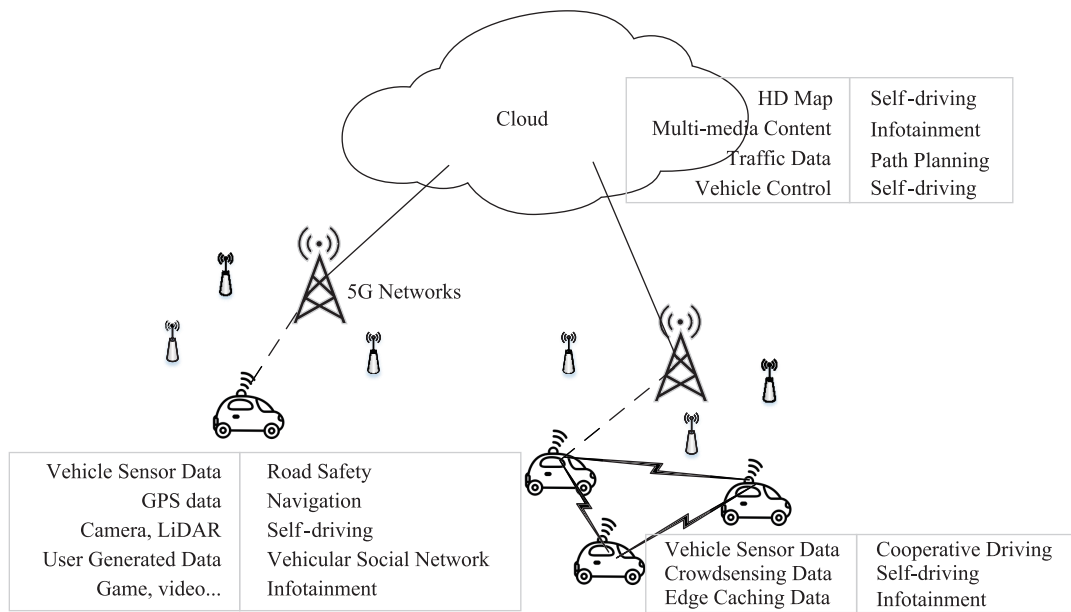 Cloud
HD Map Self-driving
Multi-media Content Infotainment
Traffic Data Path Planning
Vehicle Control Self-driving
5G Networks
Vehicle Sensor Data Road Safety
GPS data Navigation
Camera, LiDAR Self-driving
User Generated Data Vehicular Social Network
Game, video... Infotainment
Vehicle Sensor Data Cooperative Driving
Crowdsensing Data Self-driving
Edge Caching Data Infotainment